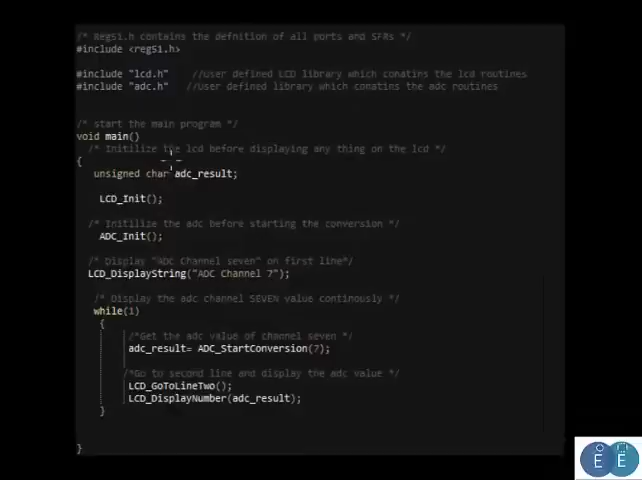 /* Reg51.h contains the defnition of all ports and SFRs */
#include <reg51.h>
#include "lcd.h" //User defined LCD library which conatins the lcd routines
#include "adc.h" //User defined library which conatins the adc routines
/* start the main program */
void main()
/* Initilize the lcd before displaying any thing on the lcd */
{
unsigned char adc_result;
LCD_Init();
/* Initilize the adc before starting the conversion */
ADC_Init();
/* Display "ADC Channel seven" on first line*/
LCD_DisplayString("ADC Channel 7");
/* Display the adc channel SEVEN value continously */
while(1)
{
/*Get the adc value of channel seven */
adc_result= ADC_StartConversion(7);
/*Go to second line and display the adc value */
LCD_GoToLineTwo();
LCD_DisplayNumber(adc_result);
}
}
Ë Ë